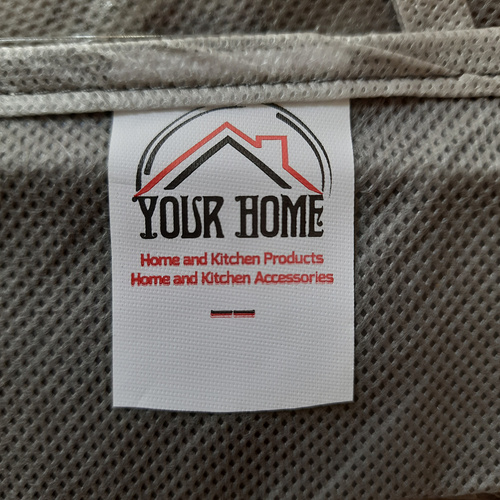 YOUR HOME
Home and Kitchen Products
Home and Kitchen Accessories